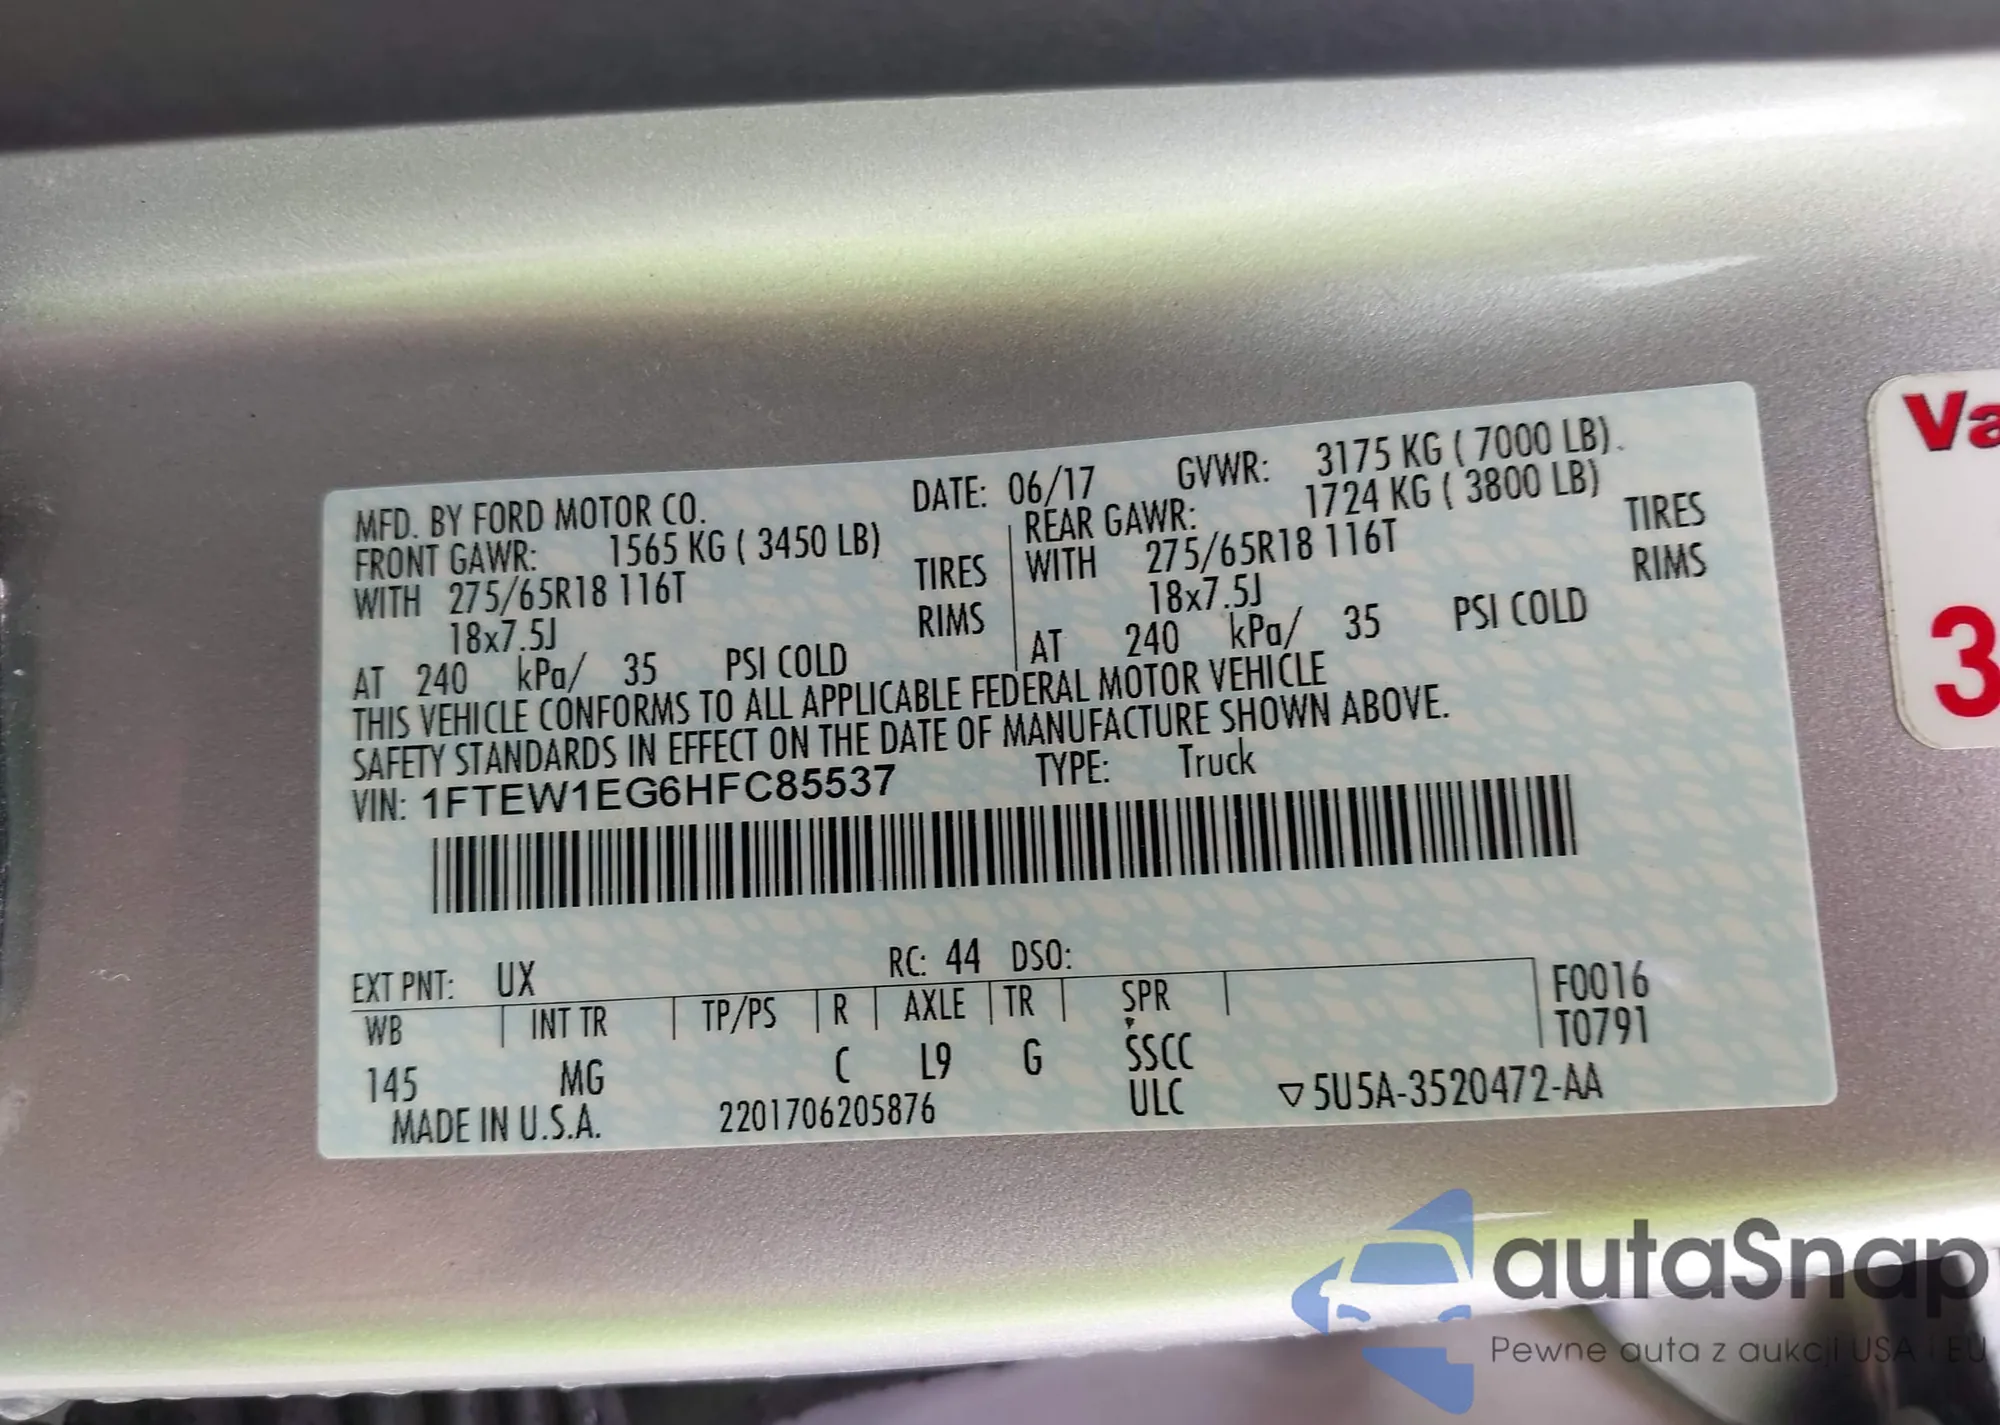 MFD. BY FORD MOTOR CO. DATE: 06/17 GVWR: 3175 KG ( 7000 LB)
FRONT GAWR: 1565 KG ( 3450 LB) REAR GAWR: 1724 KG ( 3800 LB)
WITH 275/65R18 116T TIRES WITH 275/65R18 116T TIRES
18x7.5J RIMS 18x7.5J RIMS
AT 240 kPa/ 35 PSI COLD AT 240 kPa/ 35 PSI COLD
THIS VEHICLE CONFORMS TO ALL APPLICABLE FEDERAL MOTOR VEHICLE
SAFETY STANDARDS IN EFFECT ON THE DATE OF MANUFACTURE SHOWN ABOVE.
VIN: 1FTEW1EG6HFC85537 TYPE: Truck
EXT PNT: UX RC: 44 DSO:
WB INT TR TP/PS R AXLE TR SPR F0016
T0791
145 MG C L9 G SSCC
MADE IN U.S.A. 2201706205876 ULC ▽5U5A-3520472-AA
Va
3
autaSnap
Pewne auta z aukcji USA i EU